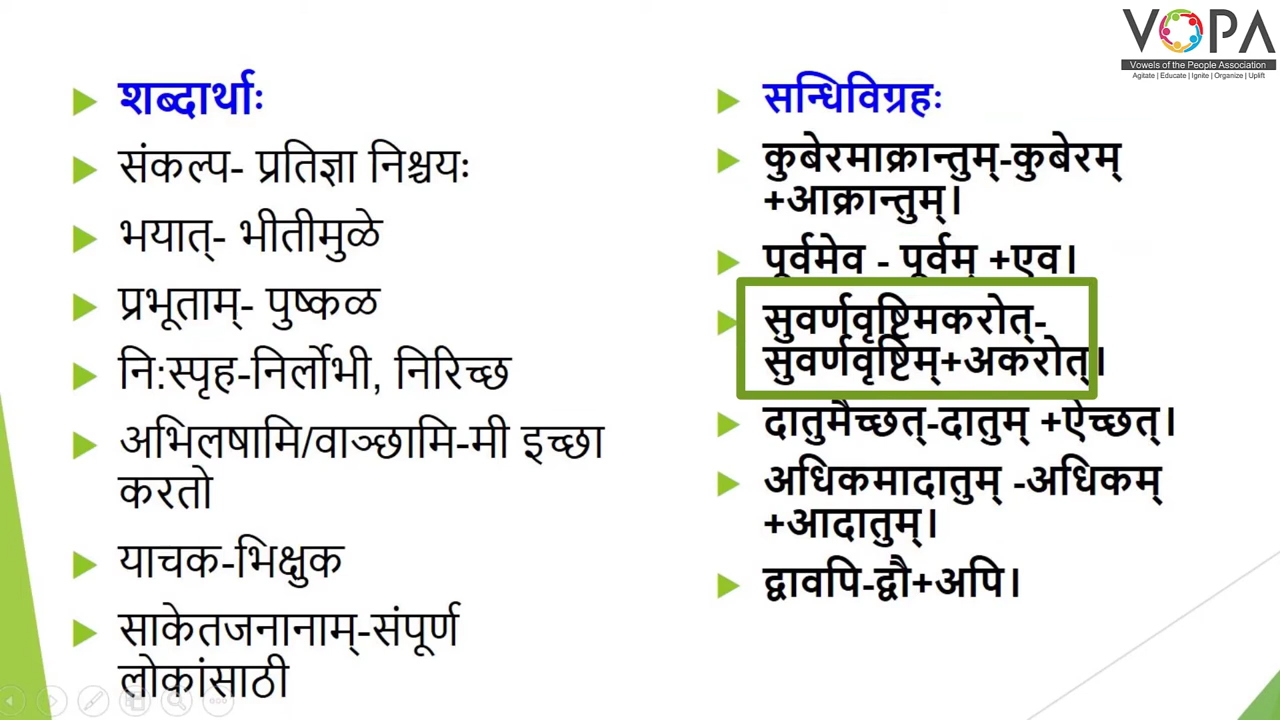 VOPA
Vowels of the People Association
Agitate | Educate | Ignite | Organize | Uplift
शब्दार्थाः
संकल्प- प्रतिज्ञा निश्चयः
भयात्- भीतीमुळे
प्रभूताम्- पुष्कळ
नि:स्पृह-निर्लोभी, निरिच्छ
अभिलषामि/वाञ्छामि-मी इच्छा
करतो
याचक-भिक्षुक
साकेतजनानाम्-संपूर्ण
लोकांसाठी
सन्धिविग्रहः
कुबेरमाक्रान्तुम्-कुबेरम्
+आक्रान्तुम्।
पूर्वमेव - पूर्वम् +एव।
सुवर्णवृष्टिमकरोत्-
सुवर्णवृष्टिम्+अकरोत्।
दातुमैच्छत्-दातुम् +ऐच्छत्।
अधिकमादातुम् -अधिकम्
+आदातुम्।
द्वावपि-द्वौ+अपि।